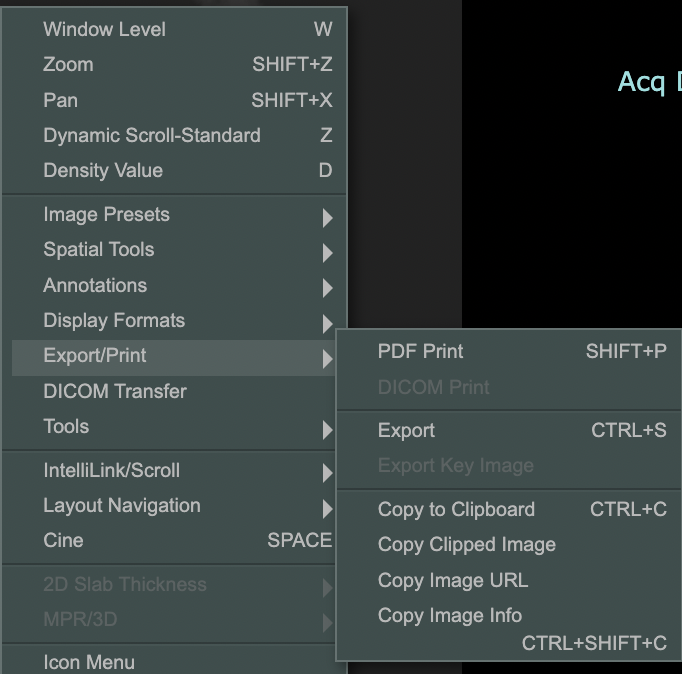 Window Level W
Zoom SHIFT+Z
Pan SHIFT+X
Dynamic Scroll-Standard Z
Density Value D
Image Presets
Spatial Tools
Annotations
Display Formats
Export/Print
DICOM Transfer
Tools
IntelliLink/Scroll
Layout Navigation
Cine SPACE
2D Slab Thickness
MPR/3D
Icon Menu
PDF Print SHIFT+P
DICOM Print
Export CTRL+S
Export Key Image
Copy to Clipboard CTRL+C
Copy Clipped Image
Copy Image URL
Copy Image Info
CTRL+SHIFT+C
Acq